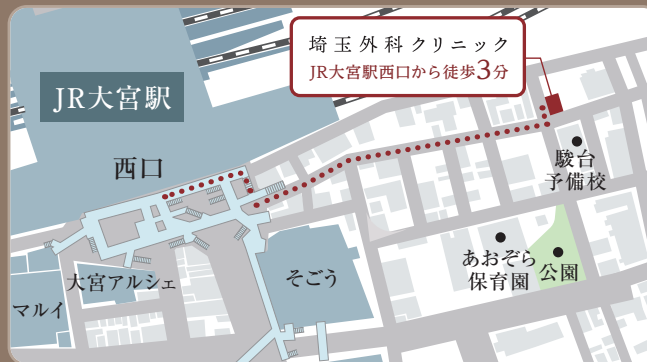 埼玉外科クリニック
JR大宮駅西口から徒歩3分
JR大宮駅
西口
駿台
予備校
あおぞら
保育園
公園
そごう
大宮アルシェ
マルイ